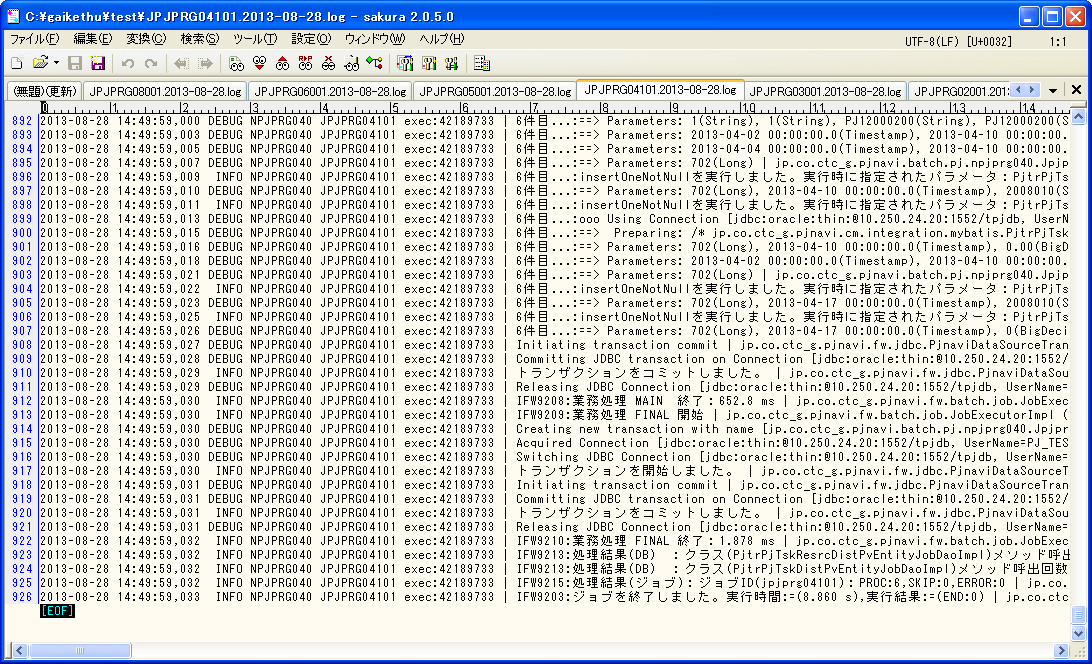 C:¥gaikethu¥test¥JPJPRG04101.2013-08-28.log - sakura 2.0.5.0
ファイル(F) 編集(E) 変換(C) 検索(S) ツール(T) 設定(O) ウィンドウ(W) ヘルプ(H) UTF-8(LF) [U+0032] 1:1
(無題)(更新) JPJPRG08001.2013-08-28.log JPJPRG06001.2013-08-28.log JPJPRG05001.2013-08-28.log JPJPRG04101.2013-08-28.log JPJPRG03001.2013-08-28.log JPJPRG02001.2013
0 1 2 3 4 5 6 7 8 9 10 11 12 13 14
892 2013-08-28 14:49:59,000 DEBUG NPJPRG040 JPJPRG04101 exec:42189733 | 6件目...:==> Parameters: 1(String), 1(String), PJ12000200(String), PJ12000200(S
893 2013-08-28 14:49:59,003 DEBUG NPJPRG040 JPJPRG04101 exec:42189733 | 6件目...:==> Parameters: 2013-04-02 00:00:00.0(Timestamp), 2013-04-10 00:00:00.
894 2013-08-28 14:49:59,005 DEBUG NPJPRG040 JPJPRG04101 exec:42189733 | 6件目...:==> Parameters: 2013-04-04 00:00:00.0(Timestamp), 2013-04-10 00:00:00.
895 2013-08-28 14:49:59,007 DEBUG NPJPRG040 JPJPRG04101 exec:42189733 | 6件目...:==> Parameters: 702(Long) | jp.co.ctc_g.pjnavi.batch.pj.npjprg040.Jpjp
896 2013-08-28 14:49:59,009 INFO NPJPRG040 JPJPRG04101 exec:42189733 | 6件目...:insertOneNotNullを実行しました。実行時に指定されたパラメータ:PjtrPjTs
897 2013-08-28 14:49:59,010 DEBUG NPJPRG040 JPJPRG04101 exec:42189733 | 6件目...:==> Parameters: 702(Long), 2013-04-10 00:00:00.0(Timestamp), 2008010(S
898 2013-08-28 14:49:59,011 INFO NPJPRG040 JPJPRG04101 exec:42189733 | 6件目...:insertOneNotNullを実行しました。実行時に指定されたパラメータ:PjtrPjTs
899 2013-08-28 14:49:59,013 DEBUG NPJPRG040 JPJPRG04101 exec:42189733 | 6件目...:ooo Using Connection [jdbc:oracle:thin:@10.250.24.20:1552/tpjdb, UserN
900 2013-08-28 14:49:59,015 DEBUG NPJPRG040 JPJPRG04101 exec:42189733 | 6件目...:==> Preparing: /* jp.co.ctc_g.pjnavi.cm.integration.mybatis.PjtrPjTsk
901 2013-08-28 14:49:59,016 DEBUG NPJPRG040 JPJPRG04101 exec:42189733 | 6件目...:==> Parameters: 702(Long), 2013-04-10 00:00:00.0(Timestamp), 0.00(BigD
902 2013-08-28 14:49:59,018 DEBUG NPJPRG040 JPJPRG04101 exec:42189733 | 6件目...:==> Parameters: 2013-04-02 00:00:00.0(Timestamp), 2013-04-10 00:00:00.
903 2013-08-28 14:49:59,021 DEBUG NPJPRG040 JPJPRG04101 exec:42189733 | 6件目...:==> Parameters: 702(Long) | jp.co.ctc_g.pjnavi.batch.pj.npjprg040.Jpjp
904 2013-08-28 14:49:59,022 INFO NPJPRG040 JPJPRG04101 exec:42189733 | 6件目...:insertOneNotNullを実行しました。実行時に指定されたパラメータ:PjtrPjTs
905 2013-08-28 14:49:59,023 DEBUG NPJPRG040 JPJPRG04101 exec:42189733 | 6件目...:==> Parameters: 702(Long), 2013-04-17 00:00:00.0(Timestamp), 2008010(S
906 2013-08-28 14:49:59,025 INFO NPJPRG040 JPJPRG04101 exec:42189733 | 6件目...:insertOneNotNullを実行しました。実行時に指定されたパラメータ:PjtrPjTs
907 2013-08-28 14:49:59,026 DEBUG NPJPRG040 JPJPRG04101 exec:42189733 | 6件目...:==> Parameters: 702(Long), 2013-04-17 00:00:00.0(Timestamp), 0(BigDeci
908 2013-08-28 14:49:59,027 DEBUG NPJPRG040 JPJPRG04101 exec:42189733 | Initiating transaction commit | jp.co.ctc_g.pjnavi.fw.jdbc.PjnaviDataSourceTran
909 2013-08-28 14:49:59,028 DEBUG NPJPRG040 JPJPRG04101 exec:42189733 | Committing JDBC transaction on Connection [jdbc:oracle:thin:@10.250.24.20:1552/
910 2013-08-28 14:49:59,029 INFO NPJPRG040 JPJPRG04101 exec:42189733 | トランザクションをコミットしました。 | jp.co.ctc_g.pjnavi.fw.jdbc.PjnaviDataSou
911 2013-08-28 14:49:59,029 DEBUG NPJPRG040 JPJPRG04101 exec:42189733 | Releasing JDBC Connection [jdbc:oracle:thin:@10.250.24.20:1552/tpjdb, UserName=
912 2013-08-28 14:49:59,030 INFO NPJPRG040 JPJPRG04101 exec:42189733 | IFW9208:業務処理 MAIN 終了:652.8 ms | jp.co.ctc_g.pjnavi.fw.batch.job.JobExec
913 2013-08-28 14:49:59,030 INFO NPJPRG040 JPJPRG04101 exec:42189733 | IFW9209:業務処理 FINAL 開始 | jp.co.ctc_g.pjnavi.fw.batch.job.JobExecutorImpl (
914 2013-08-28 14:49:59,030 DEBUG NPJPRG040 JPJPRG04101 exec:42189733 | Creating new transaction with name [jp.co.ctc_g.pjnavi.batch.pj.npjprg040.Jpjpr
915 2013-08-28 14:49:59,030 DEBUG NPJPRG040 JPJPRG04101 exec:42189733 | Acquired Connection [jdbc:oracle:thin:@10.250.24.20:1552/tpjdb, UserName=PJ_TES
916 2013-08-28 14:49:59,030 DEBUG NPJPRG040 JPJPRG04101 exec:42189733 | Switching JDBC Connection [jdbc:oracle:thin:@10.250.24.20:1552/tpjdb, UserName=
917 2013-08-28 14:49:59,030 INFO NPJPRG040 JPJPRG04101 exec:42189733 | トランザクションを開始しました。 | jp.co.ctc_g.pjnavi.fw.jdbc.PjnaviDataSourceT
918 2013-08-28 14:49:59,031 DEBUG NPJPRG040 JPJPRG04101 exec:42189733 | Initiating transaction commit | jp.co.ctc_g.pjnavi.fw.jdbc.PjnaviDataSourceTran
919 2013-08-28 14:49:59,031 DEBUG NPJPRG040 JPJPRG04101 exec:42189733 | Committing JDBC transaction on Connection [jdbc:oracle:thin:@10.250.24.20:1552/
920 2013-08-28 14:49:59,031 INFO NPJPRG040 JPJPRG04101 exec:42189733 | トランザクションをコミットしました。 | jp.co.ctc_g.pjnavi.fw.jdbc.PjnaviDataSou
921 2013-08-28 14:49:59,031 DEBUG NPJPRG040 JPJPRG04101 exec:42189733 | Releasing JDBC Connection [jdbc:oracle:thin:@10.250.24.20:1552/tpjdb, UserName=
922 2013-08-28 14:49:59,032 INFO NPJPRG040 JPJPRG04101 exec:42189733 | IFW9210:業務処理 FINAL 終了:1.878 ms | jp.co.ctc_g.pjnavi.fw.batch.job.JobExe
923 2013-08-28 14:49:59,032 INFO NPJPRG040 JPJPRG04101 exec:42189733 | IFW9213:処理結果(DB) :クラス(PjtrPjTskResrcDistPvEntityJobDaoImpl)メソッド呼出
924 2013-08-28 14:49:59,032 INFO NPJPRG040 JPJPRG04101 exec:42189733 | IFW9213:処理結果(DB) :クラス(PjtrPjTskDistPvEntityJobDaoImpl)メソッド呼出回数
925 2013-08-28 14:49:59,032 INFO NPJPRG040 JPJPRG04101 exec:42189733 | IFW9215:処理結果(ジョブ):ジョブID(jpjprg04101):PROC:6,SKIP:0,ERROR:0 | jp.co.
926 2013-08-28 14:49:59,033 INFO NPJPRG040 JPJPRG04101 exec:42189733 | IFW9203:ジョブを終了しました。実行時間:=(8.860 s),実行結果:=(END:0) | jp.co.ctc
[EOF]